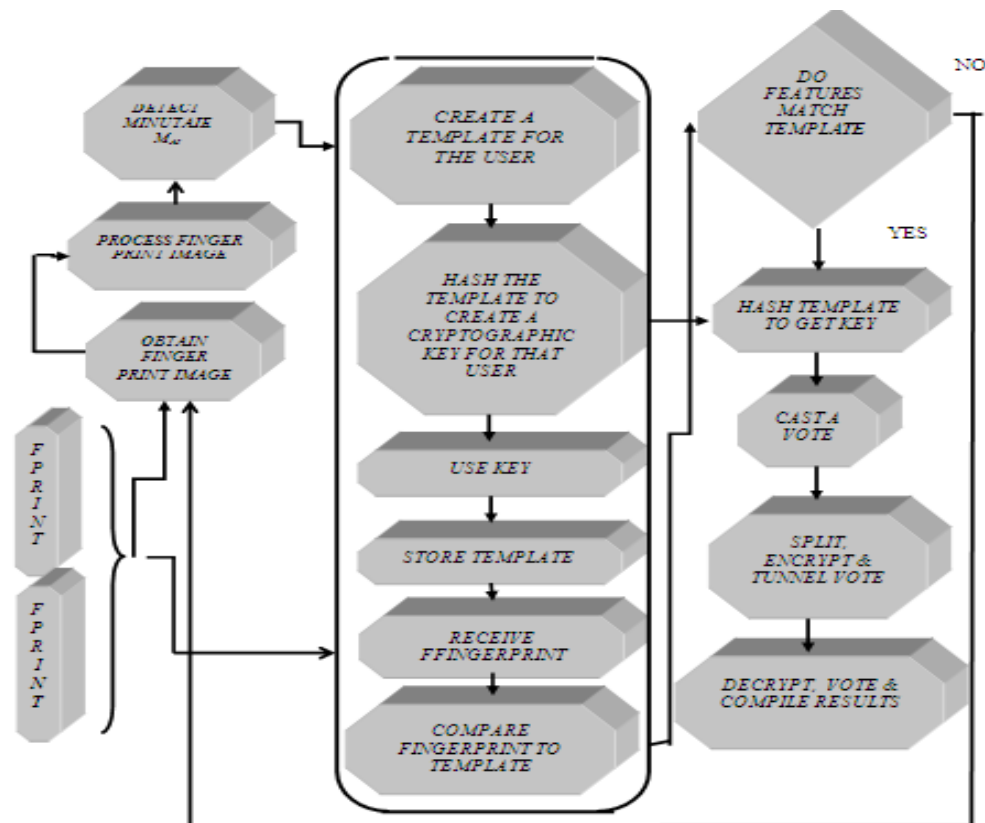 DETECT
MINUTAIE
PROCESS FINGER
PRINT IMAGE
OBTAIN
FINGER
PRINT IMAGE
F
P
R
I
N
T
F
P
R
I
N
T
CREATE A
TEMPLATE FOR
THE USER
HASH THE
TEMPLATE TO
CREATE A
CRYPTOGRAPHIC
KEY FOR THAT
USER
USE KEY
STORE TEMPLATE
RECEIVE
FFINGERPRINT
COMPARE
FINGERPRINT TO
TEMPLATE
DO
FEATURES
MATCH
TEMPLATE
NO
YES
HASH TEMPLATE
TO GET KEY
CAST A
VOTE
SPLIT,
ENCRYPT &
TUNNEL VOTE
DECRYPT, VOTE &
COMPILE RESULTS